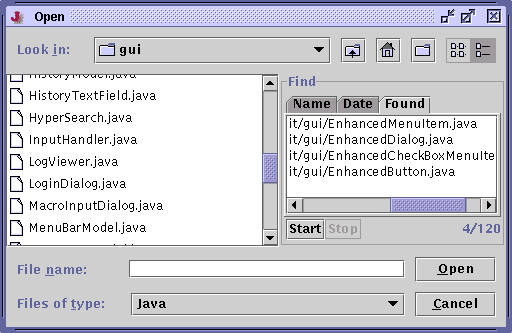 Open
Look in:
gui
HistoryModel.java
HistoryTextField.java
HyperSearch.java
InputHandler.java
LogViewer.java
LoginDialog.java
MacroInputDialog.java
MenuBarModel.java
Find
Name Date Found
it/gui/EnhancedMenuItem.java
it/gui/EnhancedDialog.java
it/gui/EnhancedCheckBoxMenuIte
it/gui/EnhancedButton.java
Start Stop 4/120
File name:
Open
Files of type:
Java
Cancel